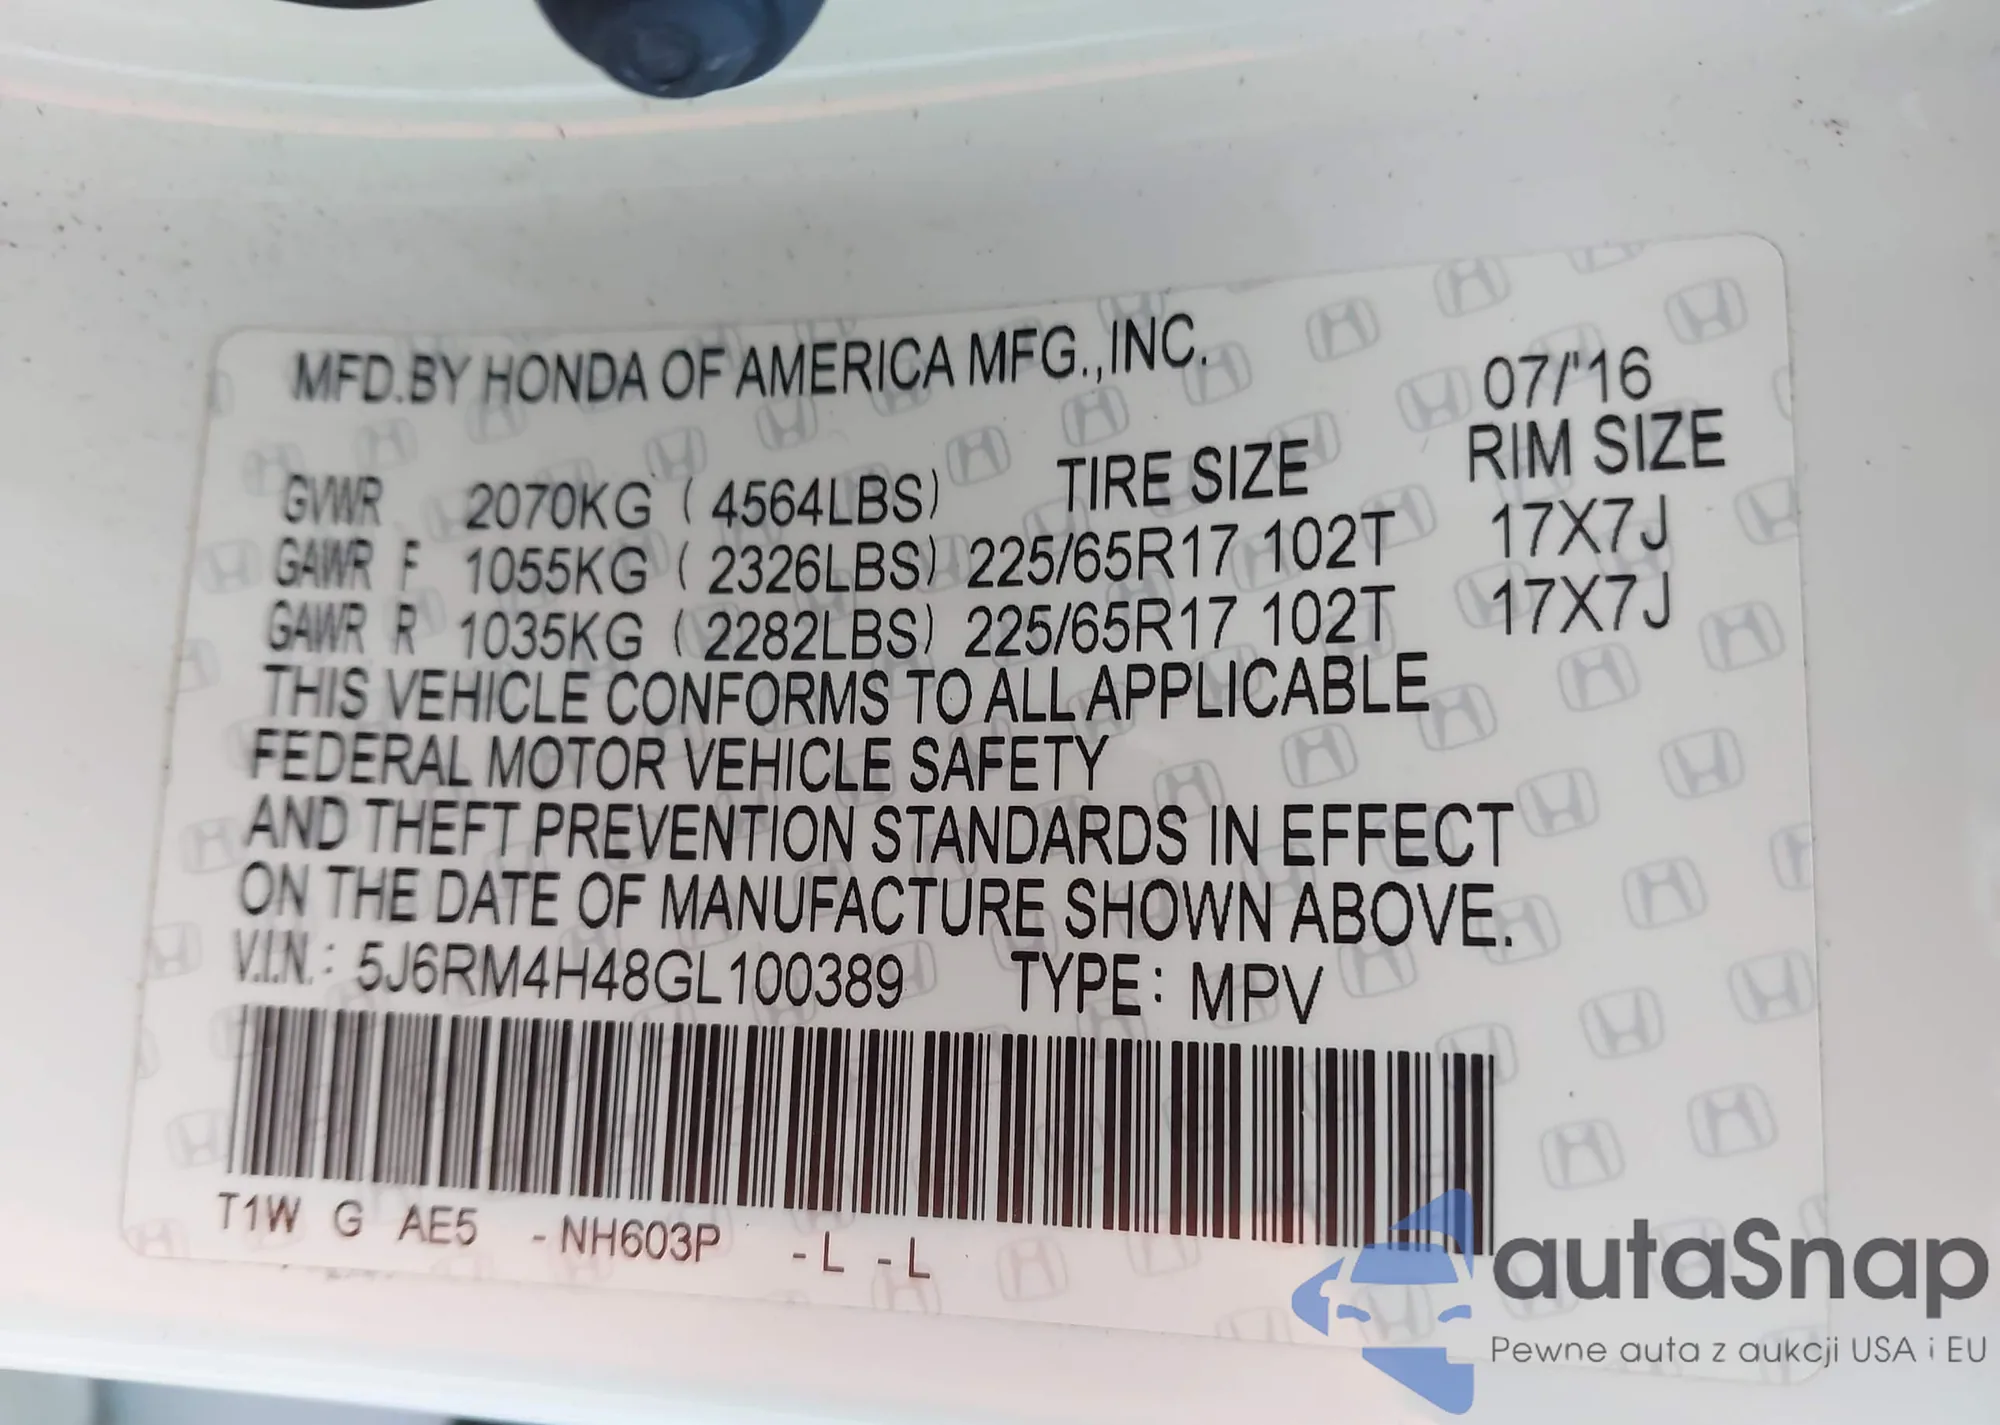 MFD.BY HONDA OF AMERICA MFG.,INC. 07/'16
GVWR 2070KG ( 4564LBS) TIRE SIZE RIM SIZE
GAWR F 1055KG ( 2326LBS) 225/65R17 102T 17X7J
GAWR R 1035KG ( 2282LBS) 225/65R17 102T 17X7J
THIS VEHICLE CONFORMS TO ALL APPLICABLE
FEDERAL MOTOR VEHICLE SAFETY
AND THEFT PREVENTION STANDARDS IN EFFECT
ON THE DATE OF MANUFACTURE SHOWN ABOVE.
V.I.N.: 5J6RM4H48GL100389 TYPE: MPV
T1W G AE5 -NH603P -L -L
autaSnap
Pewne auta z aukcji USA i EU